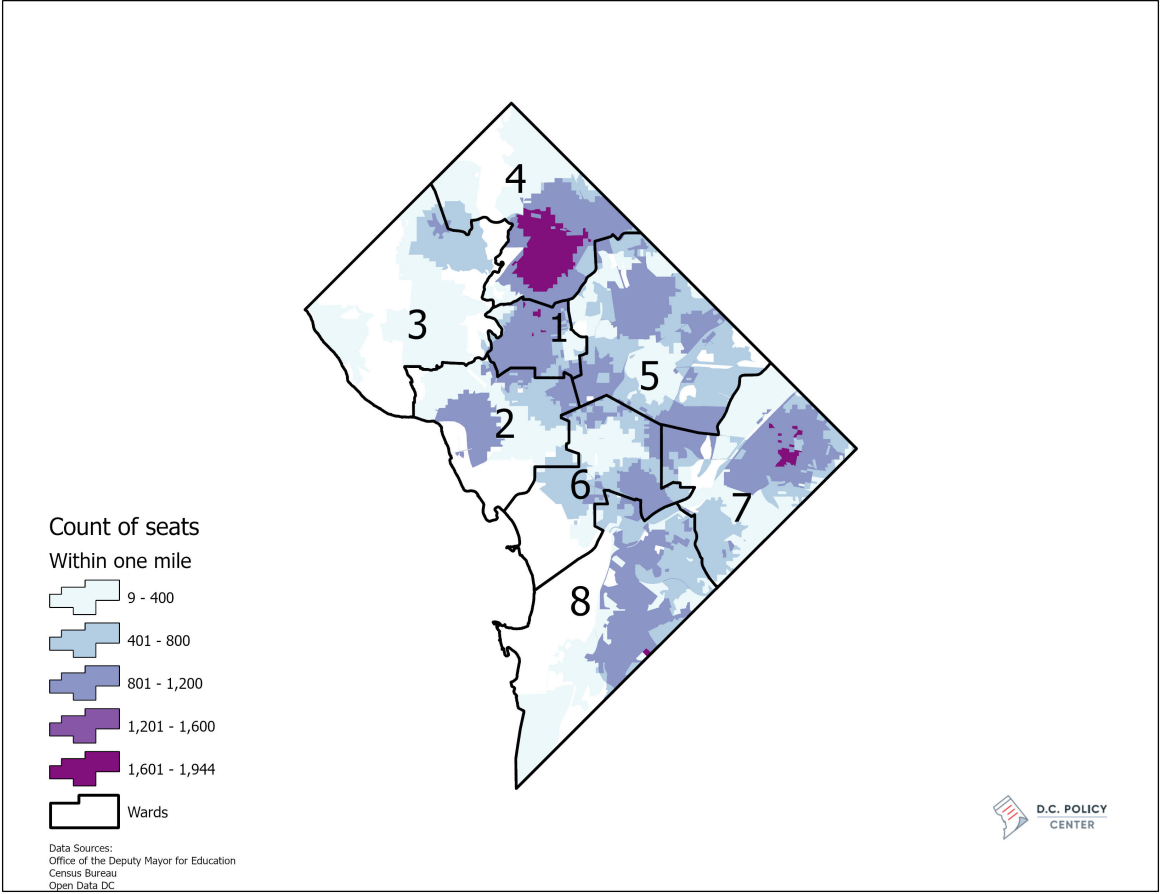 4
3
1
5
2
6
7
8
Count of seats
Within one mile
9 - 400
401 - 800
801 - 1,200
1,201 - 1,600
1,601 - 1,944
Wards
Data Sources:
Office of the Deputy Mayor for Education
Census Bureau
Open Data DC
D.C. POLICY
CENTER